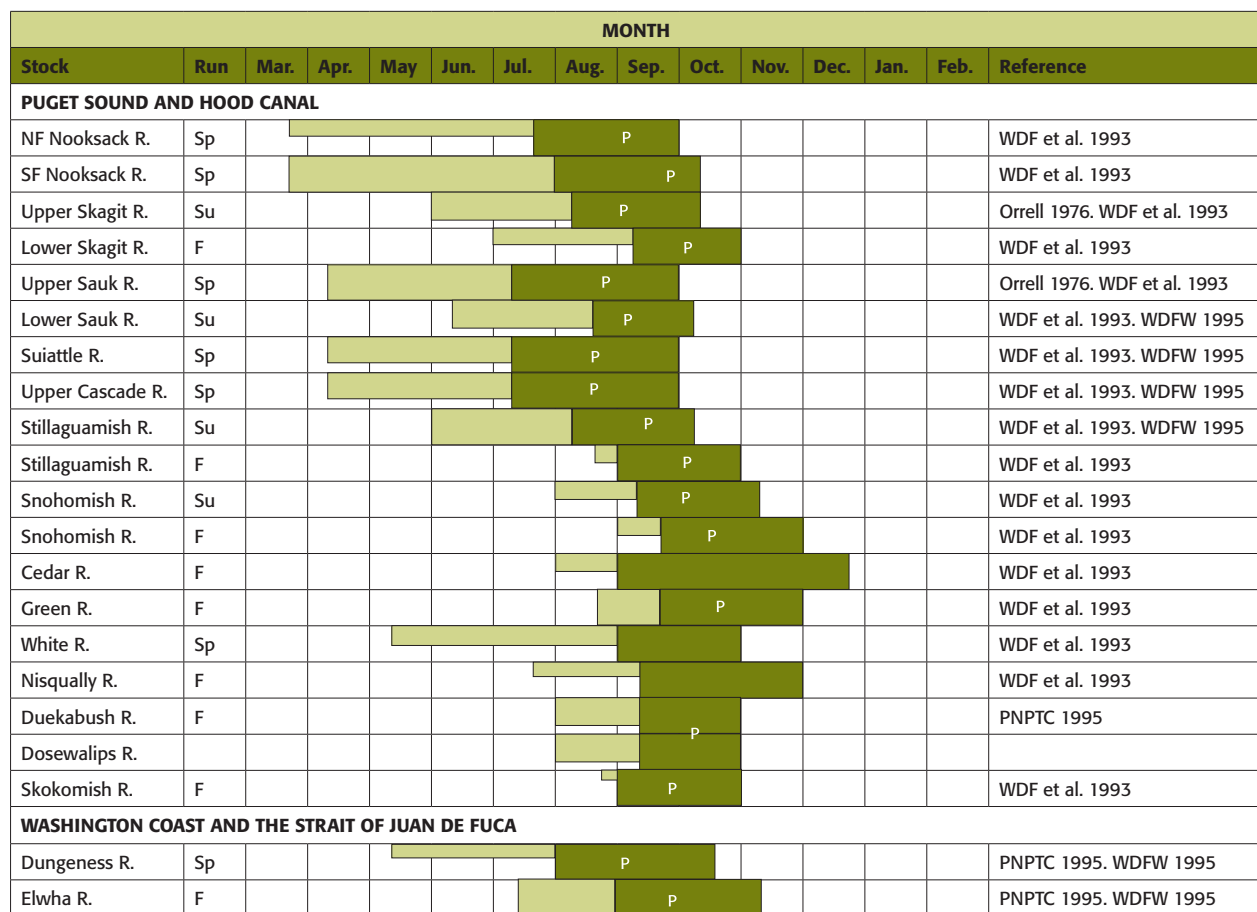 MONTH
Stock Run Mar. Apr. May Jun. Jul. Aug. Sep. Oct. Nov. Dec. Jan. Feb. Reference
PUGET SOUND AND HOOD CANAL
NF Nooksack R. Sp P WDF et al. 1993
SF Nooksack R. Sp P WDF et al. 1993
Upper Skagit R. Su P Orrell 1976. WDF et al. 1993
Lower Skagit R. F P WDF et al. 1993
Upper Sauk R. Sp P Orrell 1976. WDF et al. 1993
Lower Sauk R. Su P WDF et al. 1993. WDFW 1995
Suiattle R. Sp P WDF et al. 1993. WDFW 1995
Upper Cascade R. Sp P WDF et al. 1993. WDFW 1995
Stillaguamish R. Su P WDF et al. 1993. WDFW 1995
Stillaguamish R. F P WDF et al. 1993
Snohomish R. Su P WDF et al. 1993
Snohomish R. F P WDF et al. 1993
Cedar R. F WDF et al. 1993
Green R. F P WDF et al. 1993
White R. Sp WDF et al. 1993
Nisqually R. F WDF et al. 1993
Duekabush R. F P PNPTC 1995
Dosewalips R.
Skokomish R. F P WDF et al. 1993
WASHINGTON COAST AND THE STRAIT OF JUAN DE FUCA
Dungeness R. Sp P PNPTC 1995. WDFW 1995
Elwha R. F P PNPTC 1995. WDFW 1995